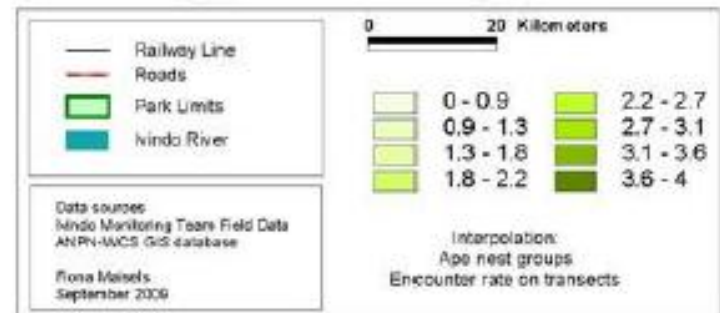 Railway Line
Roads
Park Limits
Ivindo River
Data sources
Ivindo Monitoring Team Field Data
ANPN-WCS GIS database
Fiona Maisels
September 2009
0 20 Kilometers
0 - 0.9
0.9 - 1.3
1.3 - 1.8
1.8 - 2.2
2.2 - 2.7
2.7 - 3.1
3.1 - 3.6
3.6 - 4
Interpolation:
Ape nest groups
Encounter rate on transects